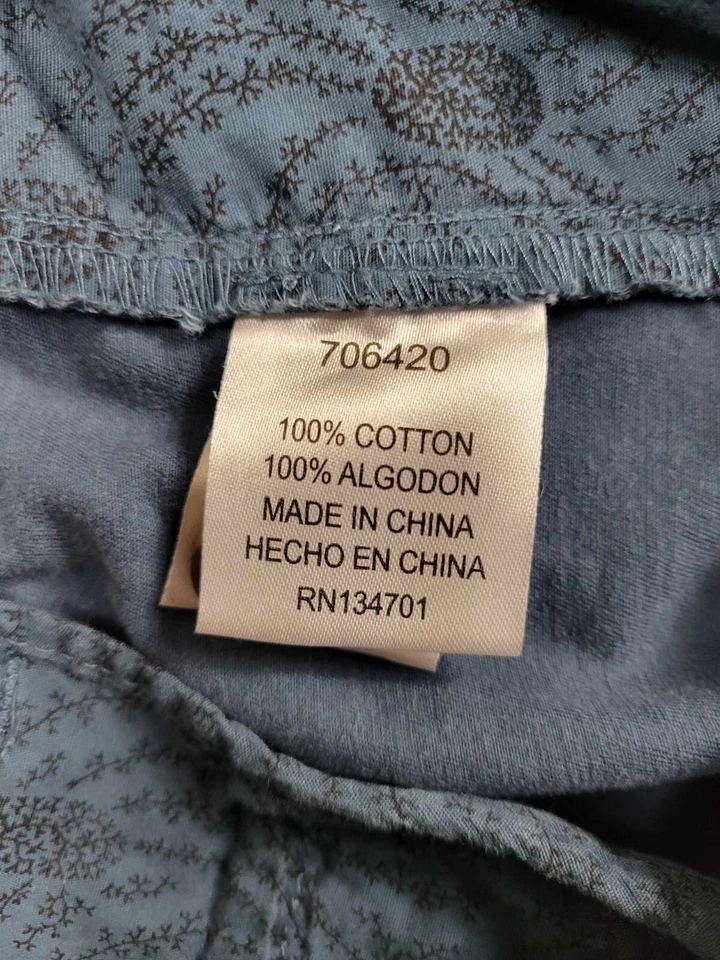 706420
100% COTTON
100% ALGODON
MADE IN CHINA
HECHO EN CHINA
RN134701